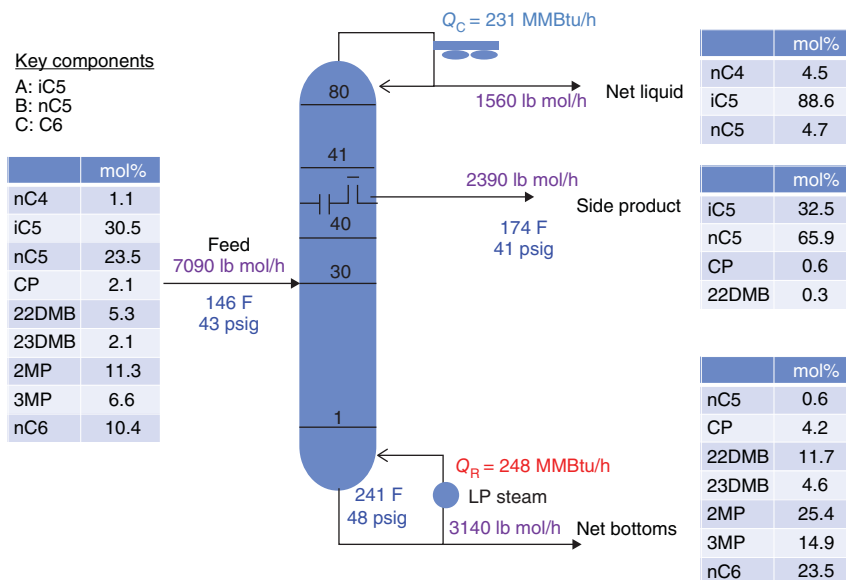 Q_C = 231 MMBtu/h
Key components
A: iC5
B: nC5
C: C6
80
1560 lb mol/h
Net liquid
mol%
nC4 4.5
iC5 88.6
nC5 4.7
41
2390 lb mol/h
Side product
174 F
41 psig
40
mol%
iC5 32.5
nC5 65.9
CP 0.6
22DMB 0.3
mol%
nC4 1.1
iC5 30.5
nC5 23.5
CP 2.1
22DMB 5.3
23DMB 2.1
2MP 11.3
3MP 6.6
nC6 10.4
Feed
7090 lb mol/h
146 F
43 psig
30
1
Q_R = 248 MMBtu/h
LP steam
241 F
48 psig
3140 lb mol/h
Net bottoms
mol%
nC5 0.6
CP 4.2
22DMB 11.7
23DMB 4.6
2MP 25.4
3MP 14.9
nC6 23.5